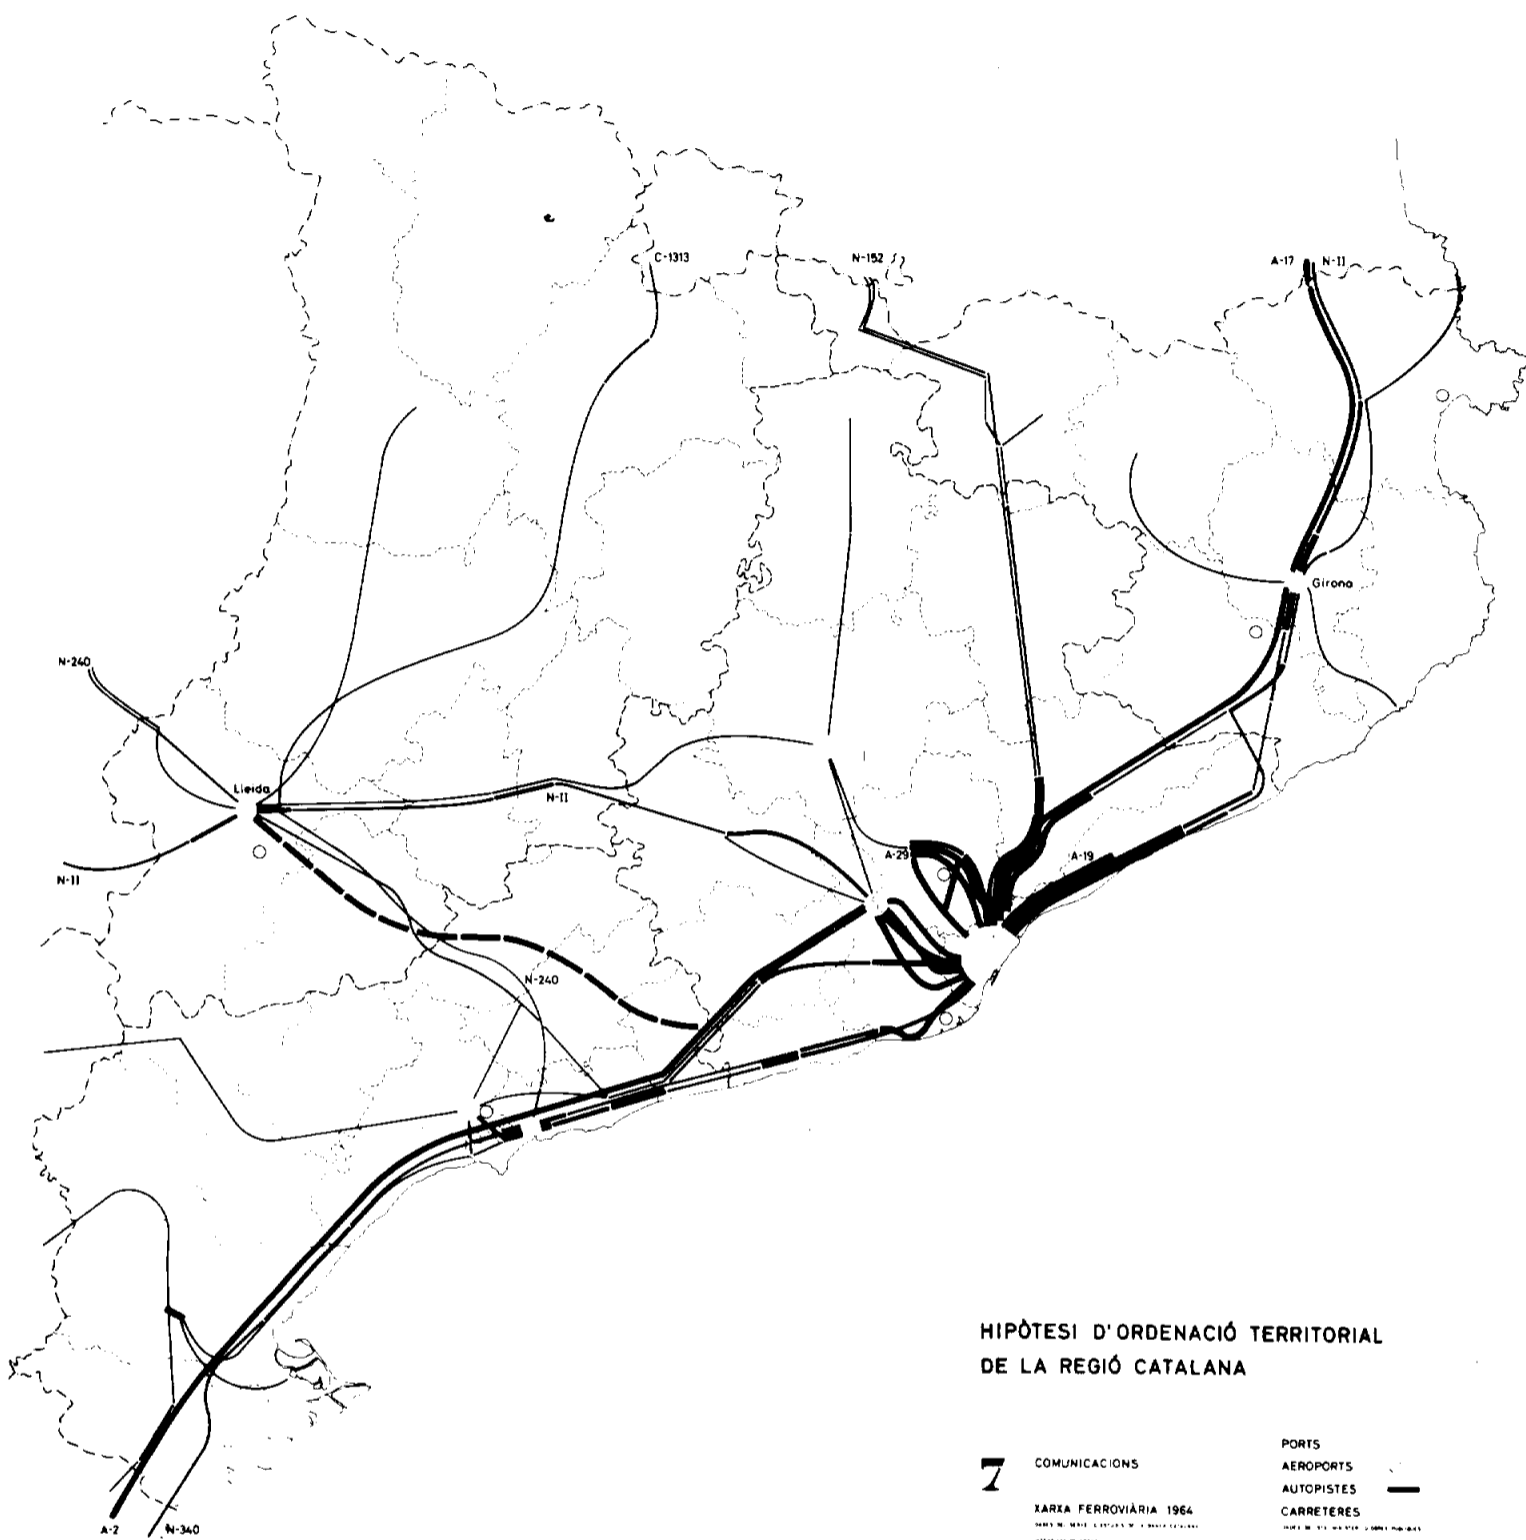 C-1313
N-152
A-17
N-II
Girona
N-240
Lleida
N-II
N-II
A-29
A-19
N-240
A-2
N-340
HIPÒTESI D'ORDENACIÓ TERRITORIAL
DE LA REGIÓ CATALANA
7
COMUNICACIONS
XARXA FERROVIÀRIA 1964
PORTS
AEROPORTS
AUTOPISTES
CARRETERES